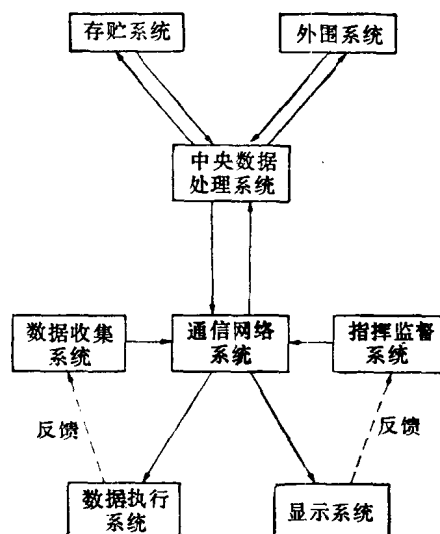 存贮系统
外围系统
中央数据
处理系统
数据收集
系统
通信网络
系统
指挥监督
系统
反馈
反馈
数据执行
系统
显示系统